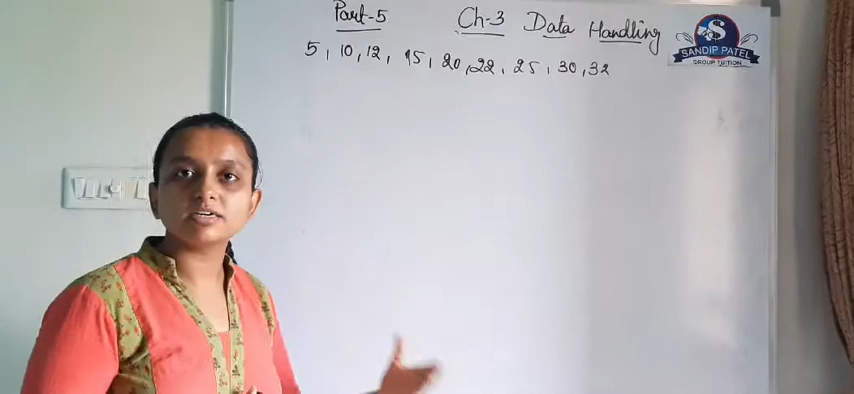 Part-5 Ch-3 Data Handling
5, 10, 12, 15, 20, 22, 25, 30, 32
SANDIP PATEL
GROUP TUITION